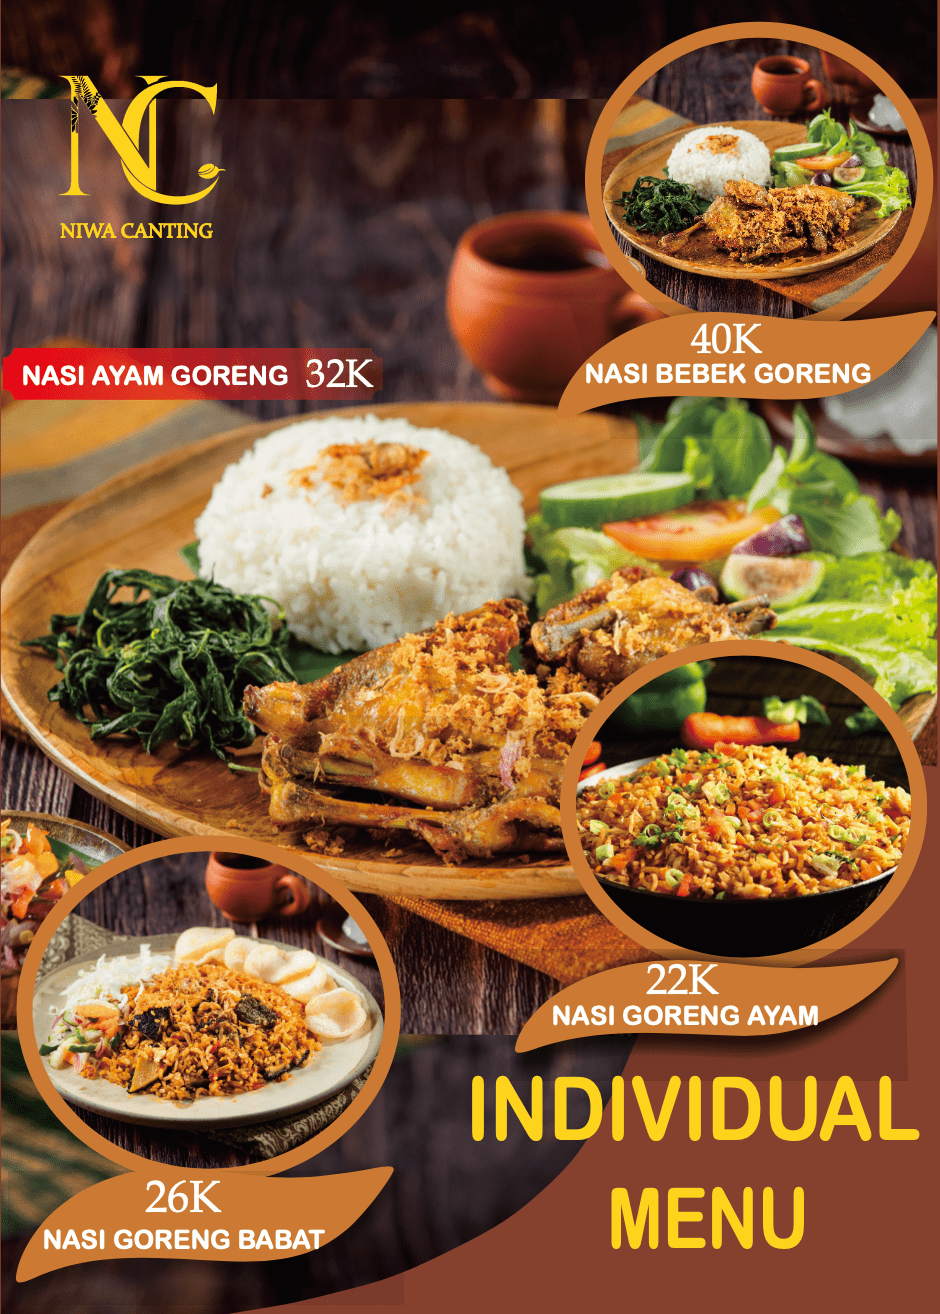 NC
NIWA CANTING
40K
NASI BEBEK GORENG
NASI AYAM GORENG 32K
22K
NASI GORENG AYAM
INDIVIDUAL
MENU
26K
NASI GORENG BABAT